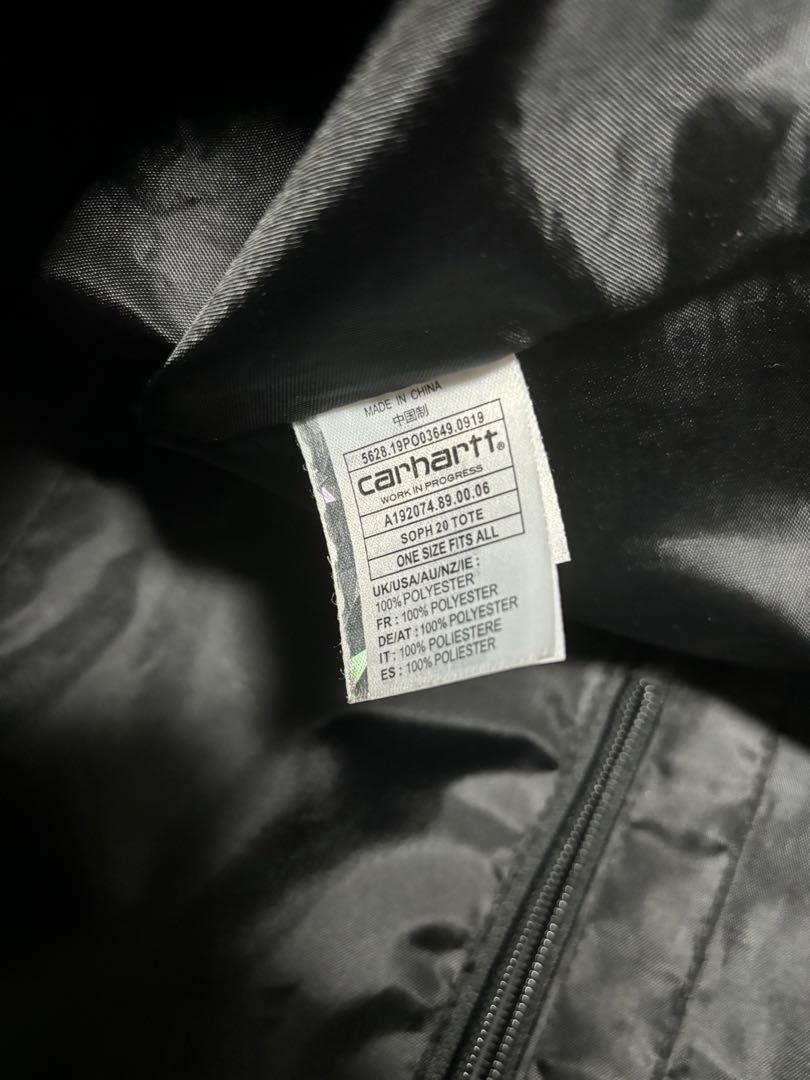 MADE IN CHINA
中国制
5628.19PO03649.0919
carhartt®
WORK IN PROGRESS
A192074.89.00.06
SOPH 20 TOTE
ONE SIZE FITS ALL
UK/USA/AU/NZ/IE :
100% POLYESTER
FR : 100% POLYESTER
DE/AT : 100% POLYESTER
IT : 100% POLIESTERE
ES : 100% POLIESTER